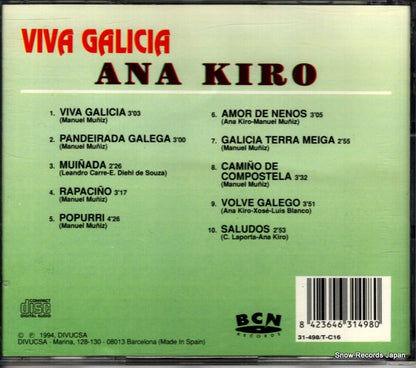 VIVA GALICIA
ANA KIRO
1. VIVA GALICIA 3'03
(Manuel Muñiz)
2. PANDEIRADA GALEGA 3'00
(Manuel Muñiz)
3. MUIÑADA 2'26
(Leandro Carre-E. Diehl de Souza)
4. RAPACIÑO 3'17
(Manuel Muñiz)
5. POPURRI 4'26
(Manuel Muñiz)
6. AMOR DE NENOS 3'05
(Ana Kiro-Manuel Muñiz)
7. GALICIA TERRA MEIGA 2'55
(Manuel Muñiz)
8. CAMIÑO DE
COMPOSTELA 3'32
(Manuel Muñiz)
9. VOLVE GALEGO 3'51
(Ana Kiro-Xosé-Luis Blanco)
10. SALUDOS 2'53
(C. Laporta-Ana Kiro)
COMPACT
disc
DIGITAL AUDIO
© ℗ 1994, DIVUCSA
DIVUCSA - Marina, 128-130 - 08013 Barcelona (Made In Spain)
BCN
RECORDS
8 423646 314980
31-498/T-C16
Snow Records Japan